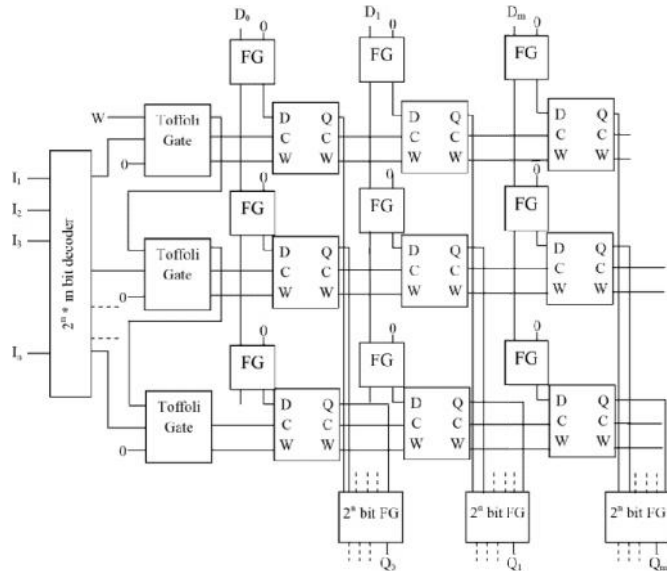 D₀ 0 D₁ 0 Dₘ 0
FG FG FG
W Toffoli Gate D Q D Q D Q
C C C C C C
0 W W W W W W
I₁
I₂
I₃
Iₙ
2ⁿ * m bit decoder
0 0 0
FG FG FG
Toffoli Gate D Q D Q D Q
C C C C C C
0 W W W W W W
0 0 0
FG FG FG
Toffoli Gate D Q D Q D Q
C C C C C C
0 W W W W W W
2ⁿ bit FG 2ⁿ bit FG 2ⁿ bit FG
Q₀ Q₁ Qₘ